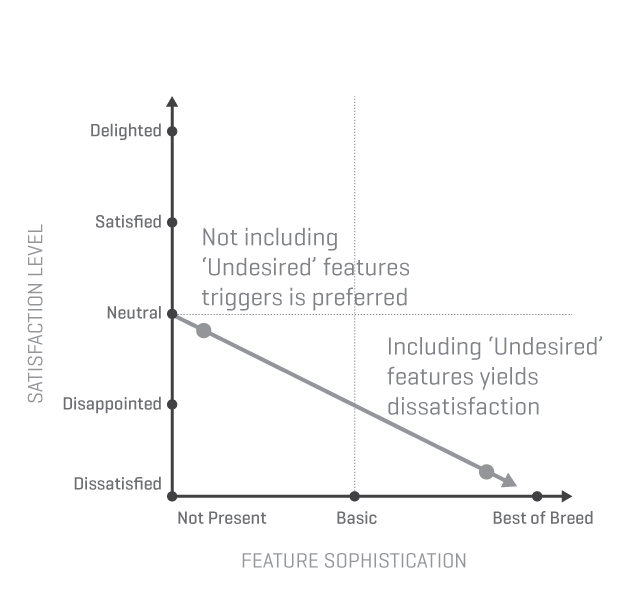 Delighted
Satisfied
Not including
‘Undesired’ features
triggers is preferred
Neutral
Including ‘Undesired’
features yields
dissatisfaction
Disappointed
Dissatisfied
SATISFACTION LEVEL
Not Present
Basic
Best of Breed
FEATURE SOPHISTICATION